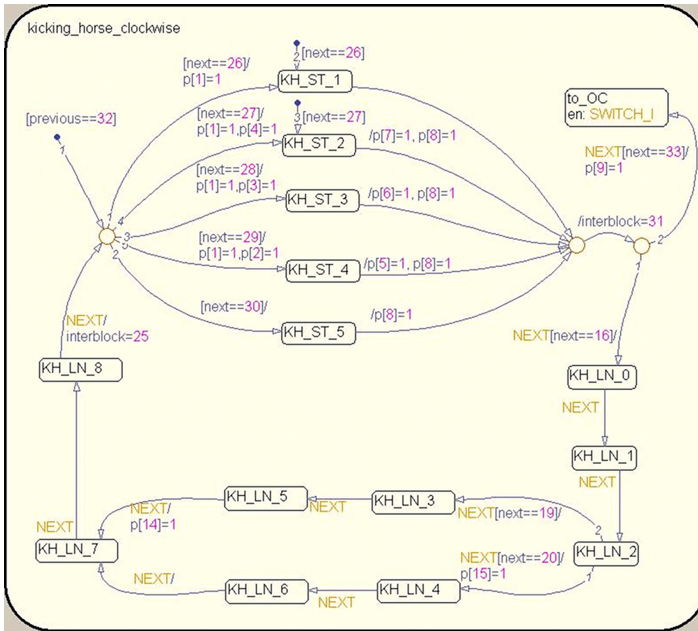 kicking_horse_clockwise
[previous==32]
1
[next==26]/
p[1]=1
2
[next==26]
KH_ST_1
[next==27]/
p[1]=1,p[4]=1
3
[next==27]
KH_ST_2
/p[7]=1, p[8]=1
[next==28]/
p[1]=1,p[3]=1
KH_ST_3
/p[6]=1, p[8]=1
[next==29]/
p[1]=1,p[2]=1
KH_ST_4
/p[5]=1, p[8]=1
[next==30]/
KH_ST_5
/p[8]=1
1
4
3
5
2
to_OC
en: SWITCH_I
NEXT[next==33]/
p[9]=1
/interblock=31
2
1
NEXT[next==16]/
KH_LN_0
NEXT
KH_LN_1
NEXT
KH_LN_2
2
1
NEXT[next==19]/
NEXT[next==20]/
p[15]=1
KH_LN_3
KH_LN_4
NEXT
NEXT
KH_LN_5
KH_LN_6
NEXT/
p[14]=1
NEXT/
KH_LN_7
NEXT
KH_LN_8
NEXT/
interblock=25